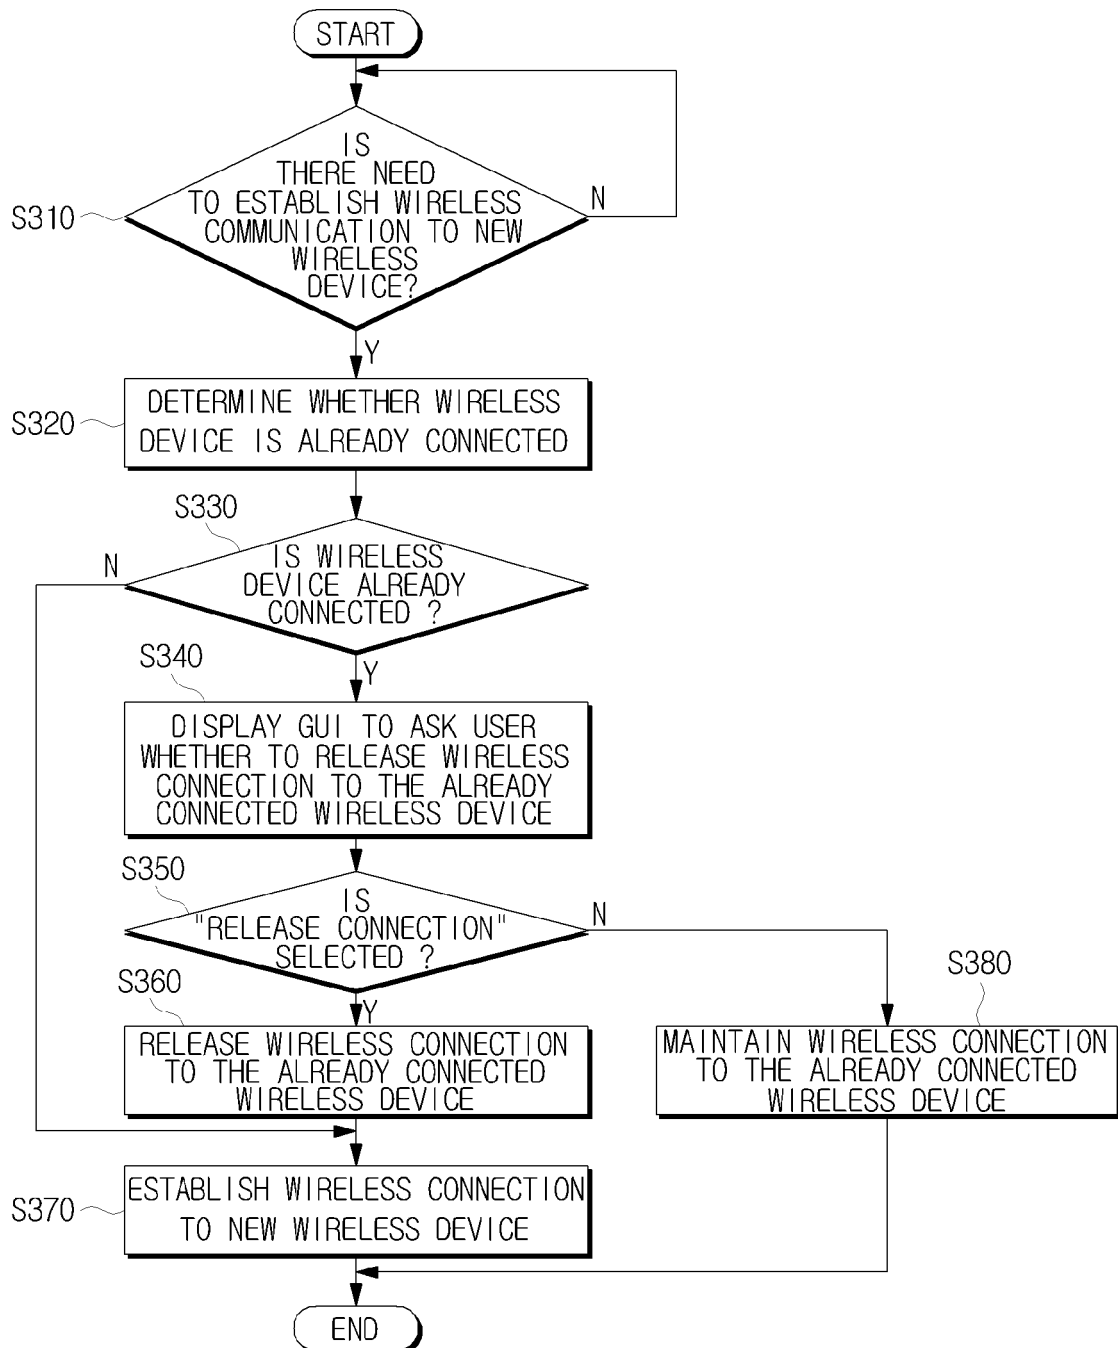 START
IS
THERE NEED
TO ESTABLISH WIRELESS
COMMUNICATION TO NEW
WIRELESS
DEVICE?
N
S310
Y
DETERMINE WHETHER WIRELESS
DEVICE IS ALREADY CONNECTED
S320
S330
N
IS WIRELESS
DEVICE ALREADY
CONNECTED ?
Y
S340
DISPLAY GUI TO ASK USER
WHETHER TO RELEASE WIRELESS
CONNECTION TO THE ALREADY
CONNECTED WIRELESS DEVICE
S350
IS
"RELEASE CONNECTION"
SELECTED ?
N
Y
S360
RELEASE WIRELESS CONNECTION
TO THE ALREADY CONNECTED
WIRELESS DEVICE
S380
MAINTAIN WIRELESS CONNECTION
TO THE ALREADY CONNECTED
WIRELESS DEVICE
S370
ESTABLISH WIRELESS CONNECTION
TO NEW WIRELESS DEVICE
END